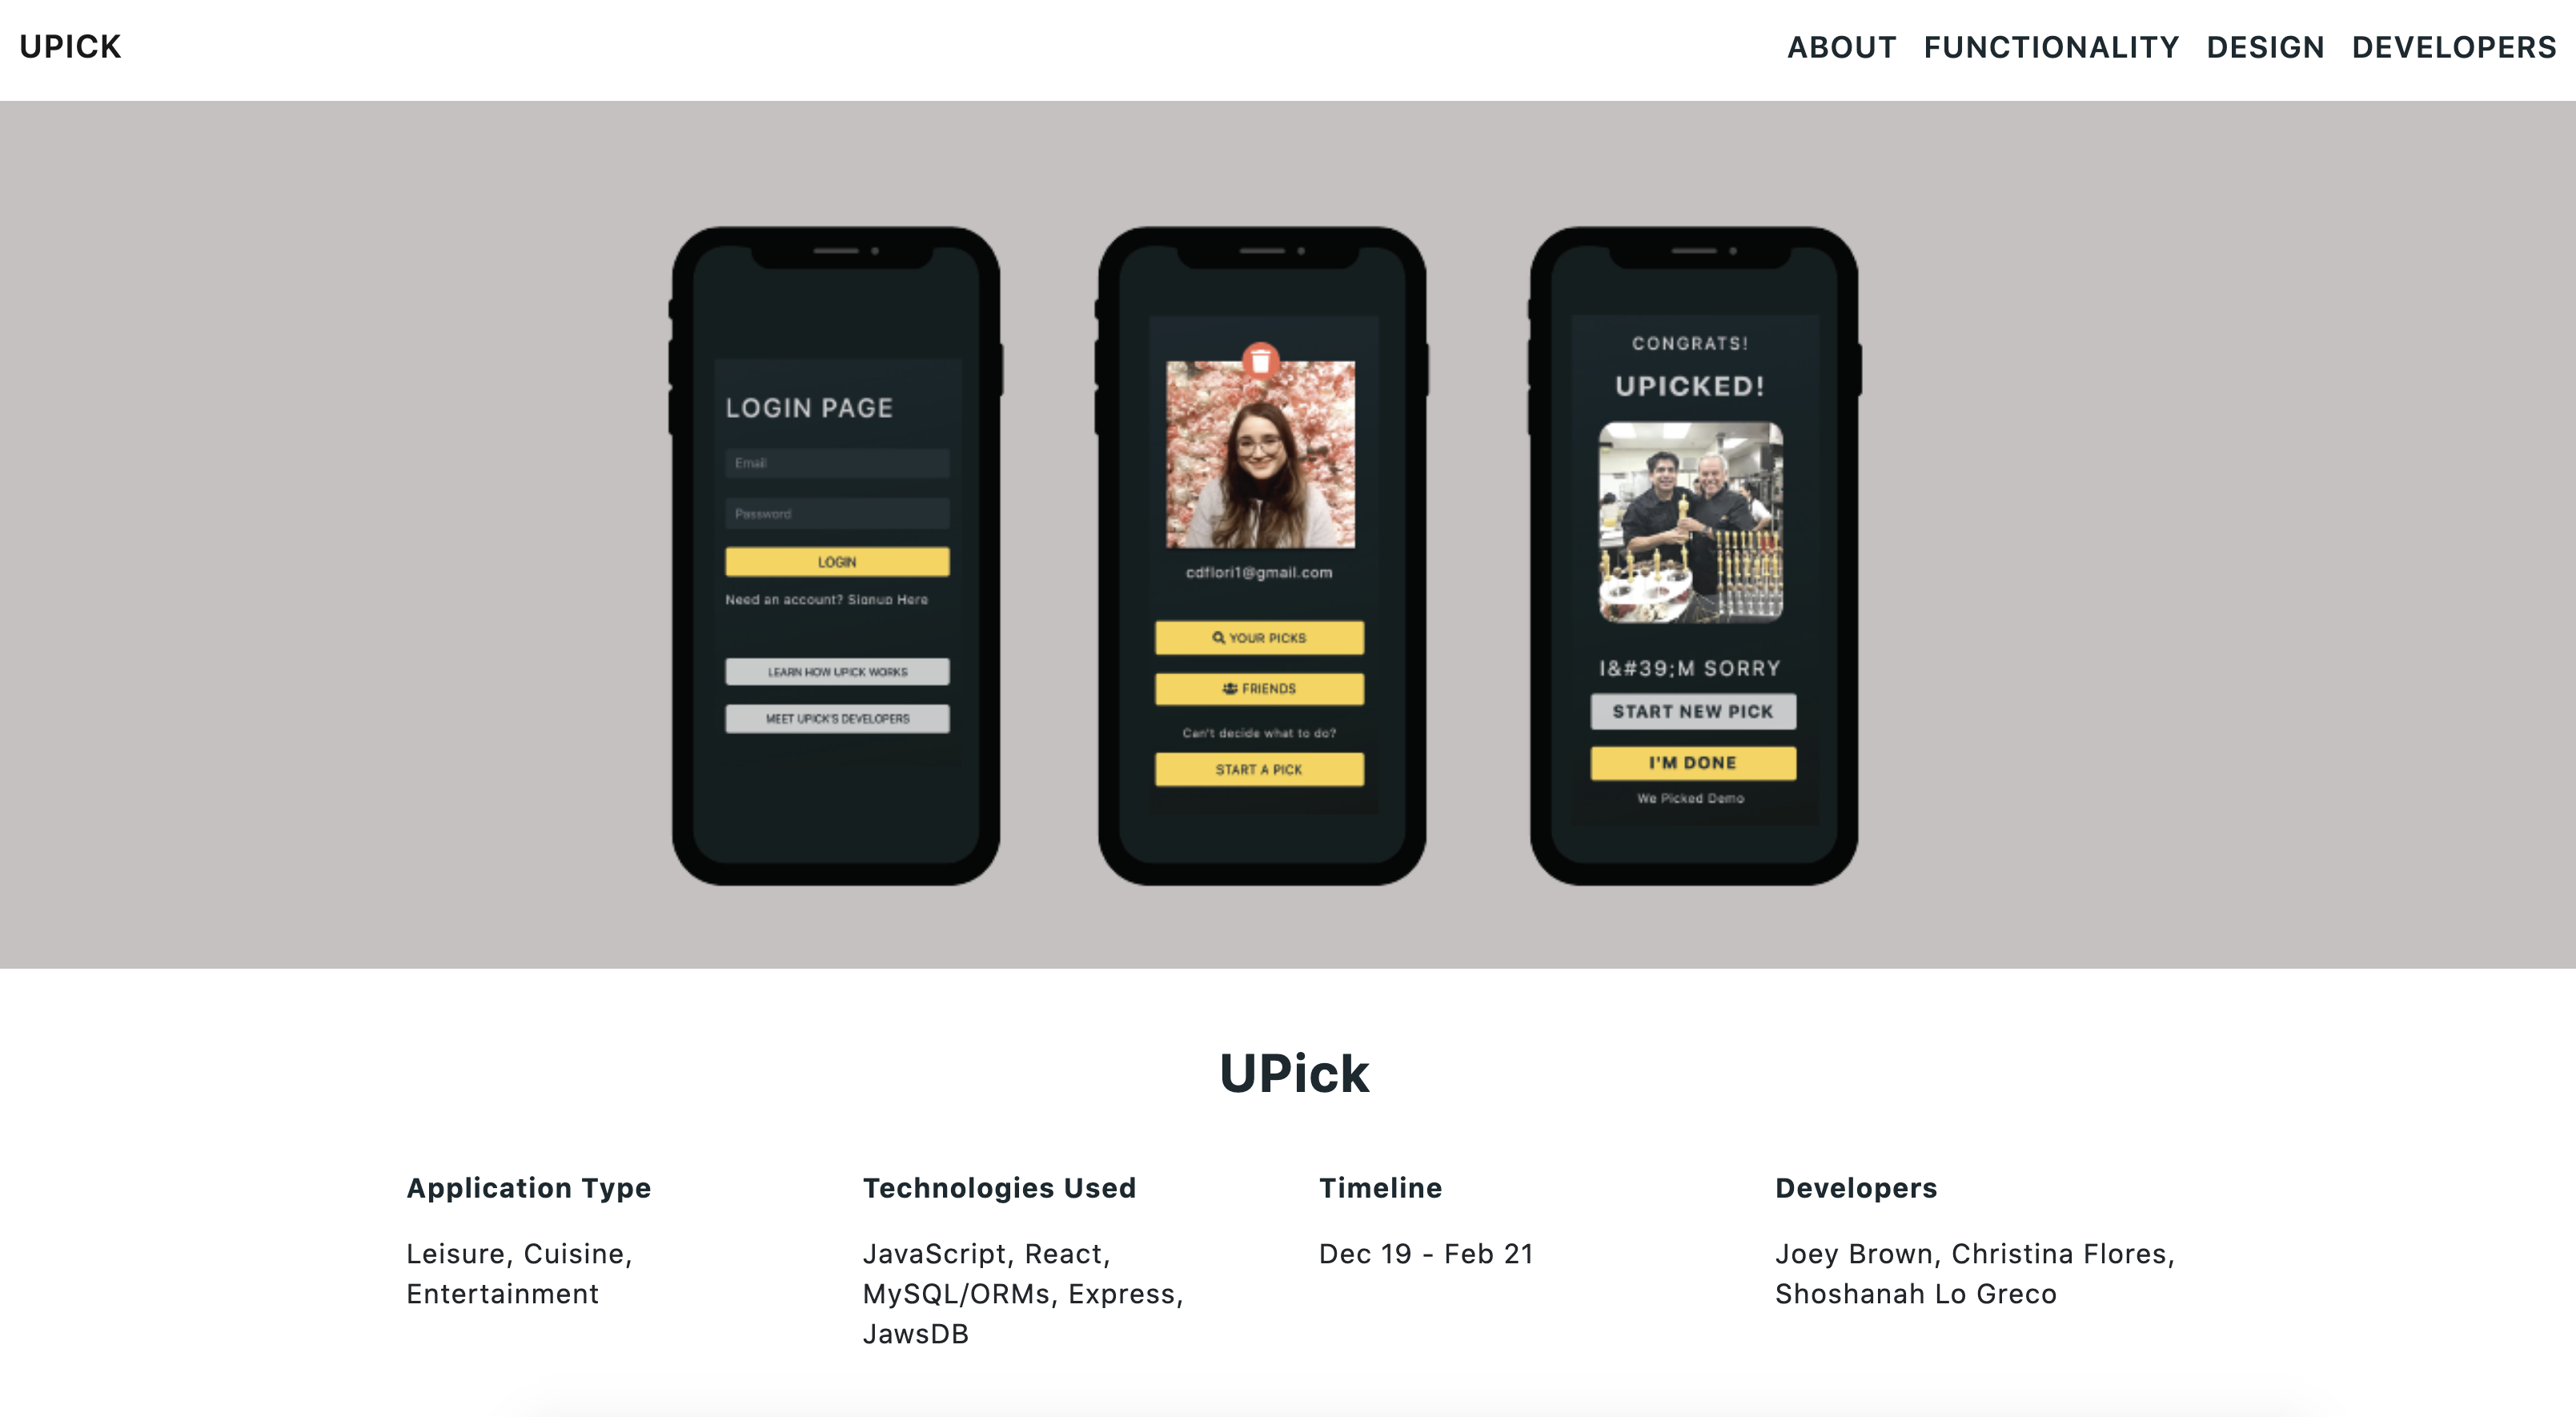 UPICK
ABOUT FUNCTIONALITY DESIGN DEVELOPERS
LOGIN PAGE
Email
Password
LOGIN
Need an account? Signup Here
LEARN HOW UPICK WORKS
MEET UPICK'S DEVELOPERS
cdflori1@gmail.com
YOUR PICKS
FRIENDS
Can't decide what to do?
START A PICK
CONGRATS!
UPICKED!
I&#39;M SORRY
START NEW PICK
I'M DONE
We Picked Demo
UPick
Application Type
Leisure, Cuisine,
Entertainment
Technologies Used
JavaScript, React,
MySQL/ORMs, Express,
JawsDB
Timeline
Dec 19 - Feb 21
Developers
Joey Brown, Christina Flores,
Shoshanah Lo Greco